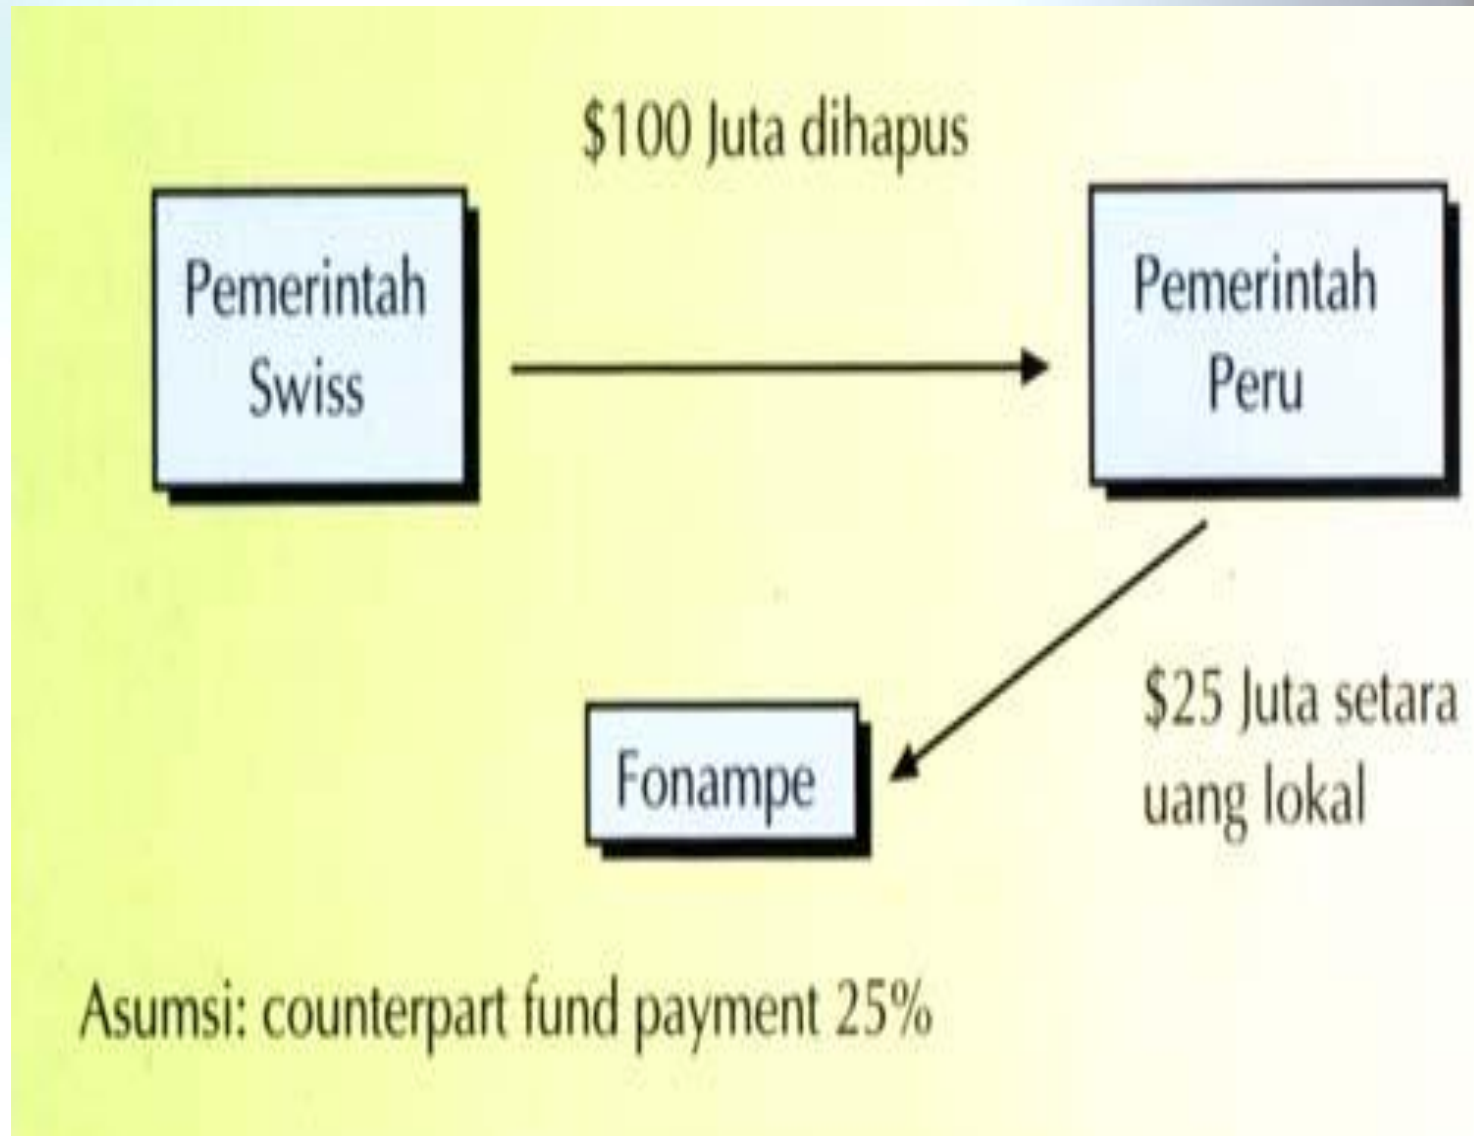 $100 Juta dihapus
Pemerintah
Swiss
Pemerintah
Peru
$25 Juta setara
uang lokal
Fonampe
Asumsi: counterpart fund payment 25%